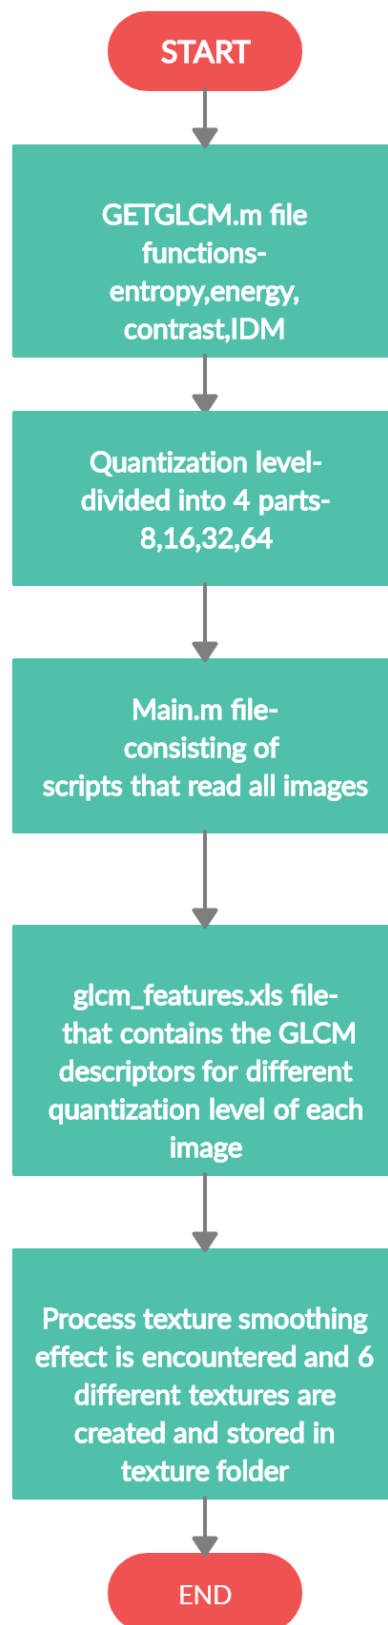 START
GETGLCM.m file
functions-
entropy,energy,
contrast,IDM
Quantization level-
divided into 4 parts-
8,16,32,64
Main.m file-
consisting of
scripts that read all images
glcm_features.xls file-
that contains the GLCM
descriptors for different
quantization level of each
image
Process texture smoothing
effect is encountered and 6
different textures are
created and stored in
texture folder
END